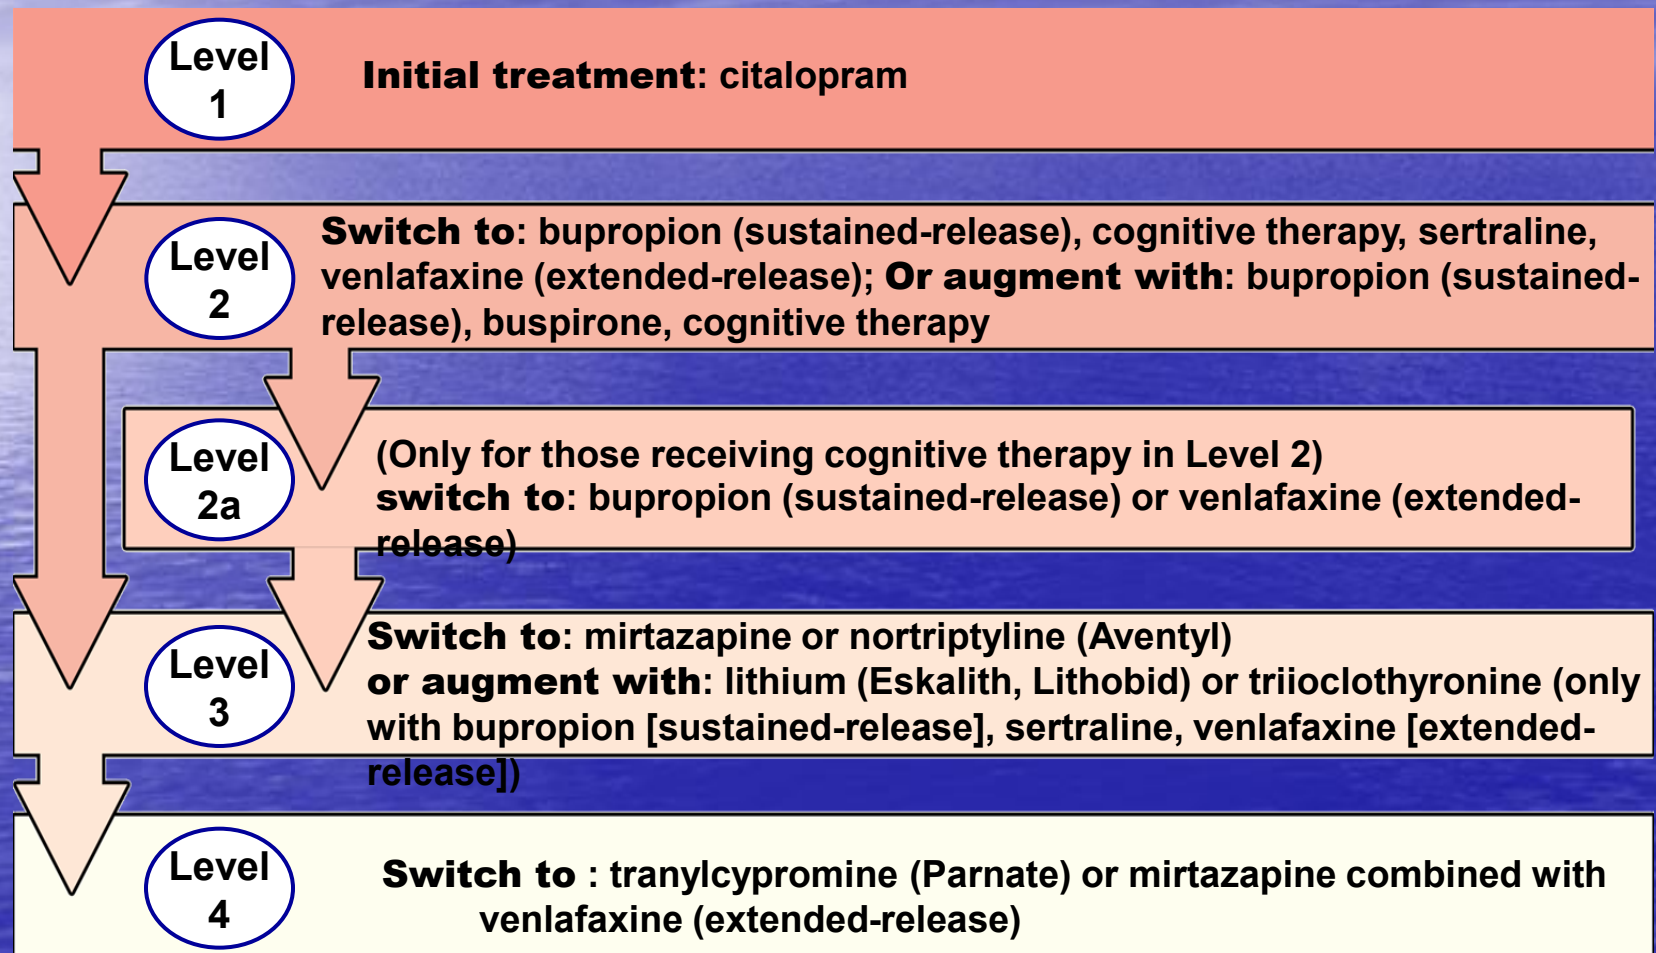 Level
1
Initial treatment: citalopram
Level
2
Switch to: bupropion (sustained-release), cognitive therapy, sertraline,
venlafaxine (extended-release); Or augment with: bupropion (sustained-
release), buspirone, cognitive therapy
Level
2a
(Only for those receiving cognitive therapy in Level 2)
switch to: bupropion (sustained-release) or venlafaxine (extended-
release)
Level
3
Switch to: mirtazapine or nortriptyline (Aventyl)
or augment with: lithium (Eskalith, Lithobid) or triioclothyronine (only
with bupropion [sustained-release], sertraline, venlafaxine [extended-
release])
Level
4
Switch to : tranylcypromine (Parnate) or mirtazapine combined with
venlafaxine (extended-release)